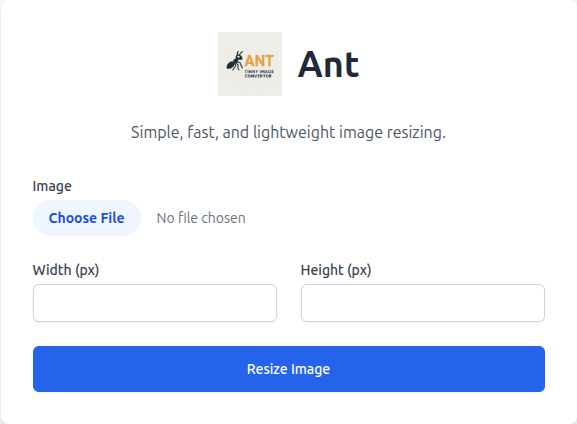 ANT
TINNY IMAGE
CONVERTOR
Ant
Simple, fast, and lightweight image resizing.
Image
Choose File No file chosen
Width (px) Height (px)
Resize Image